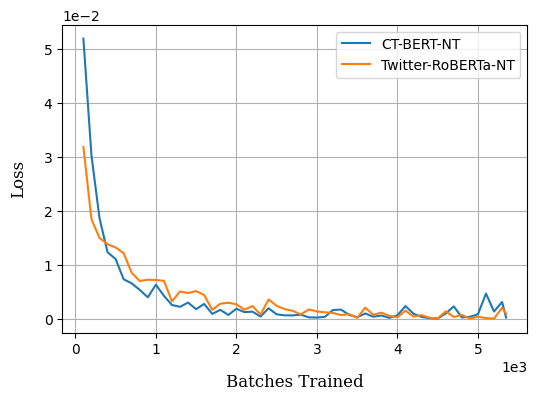 1e−2
CT-BERT-NT
Twitter-RoBERTa-NT
5
4
3
2
1
0
Loss
0 1 2 3 4 5
1e3
Batches Trained